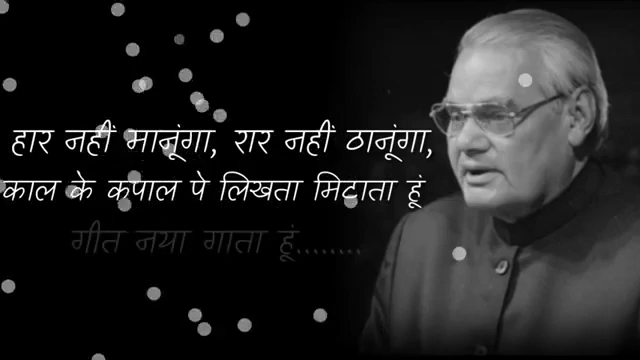 हार नहीं मानूंगा, रार नहीं ठानूंगा,
काल के कपाल पे लिखता मिटाता हूं
गीत नया गाता हूं........